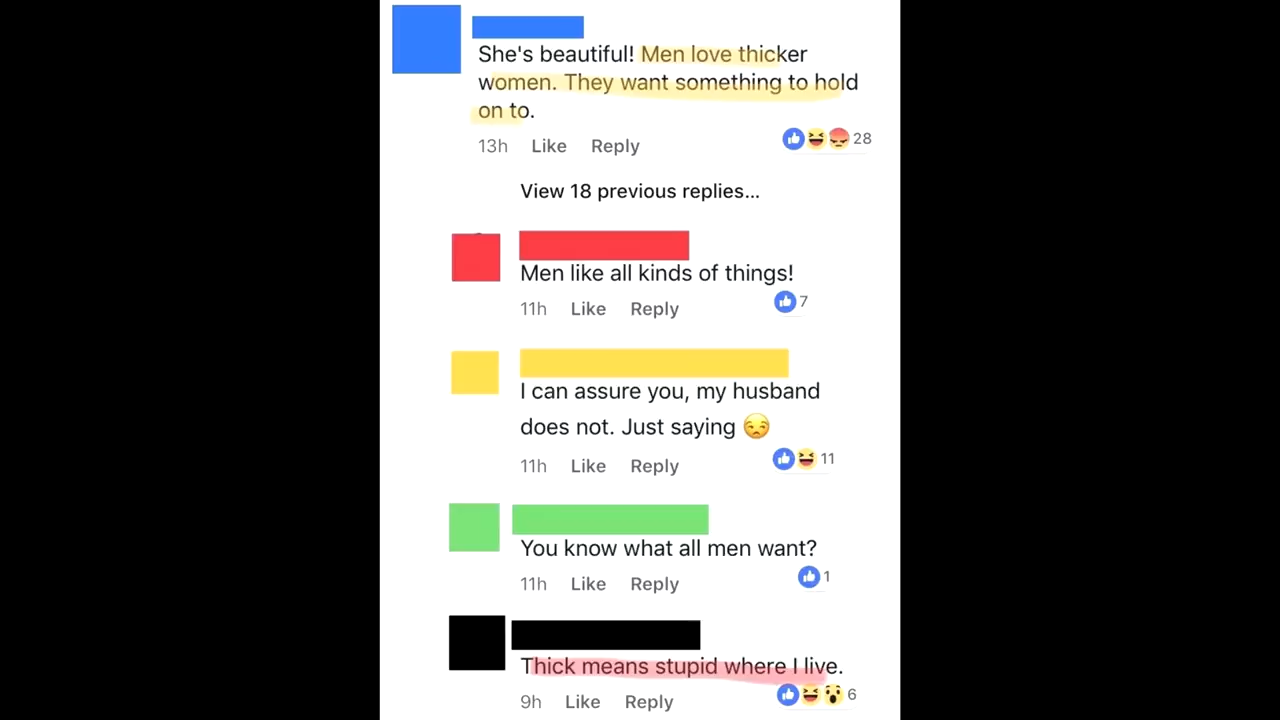 She's beautiful! Men love thicker
women. They want something to hold
on to.
13h Like Reply 28
View 18 previous replies...
Men like all kinds of things!
11h Like Reply 7
I can assure you, my husband
does not. Just saying 😒
11h Like Reply 11
You know what all men want?
11h Like Reply 1
Thick means stupid where I live.
9h Like Reply 6